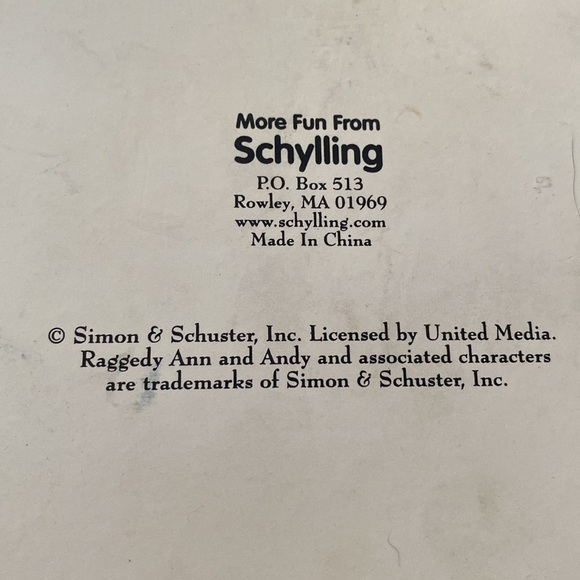 More Fun From
Schylling
P.O. Box 513
Rowley, MA 01969
www.schylling.com
Made In China
© Simon & Schuster, Inc. Licensed by United Media.
Raggedy Ann and Andy and associated characters
are trademarks of Simon & Schuster, Inc.